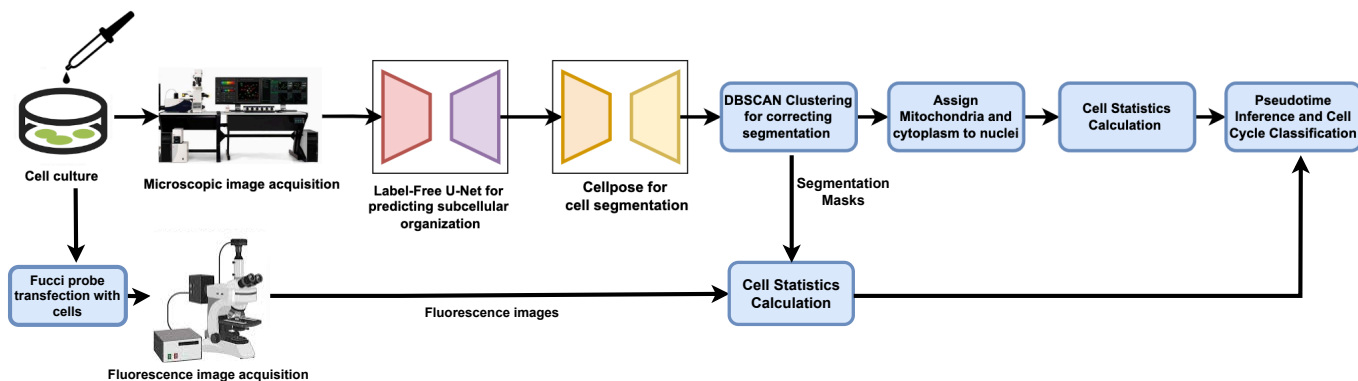 Cell culture
Microscopic image acquisition
Label-Free U-Net for
predicting subcellular
organization
Cellpose for
cell segmentation
DBSCAN Clustering
for correcting
segmentation
Assign
Mitochondria and
cytoplasm to nuclei
Cell Statistics
Calculation
Pseudotime
Inference and Cell
Cycle Classification
Segmentation
Masks
Fucci probe
transfection with
cells
Fluorescence image acquisition
Fluorescence images
Cell Statistics
Calculation